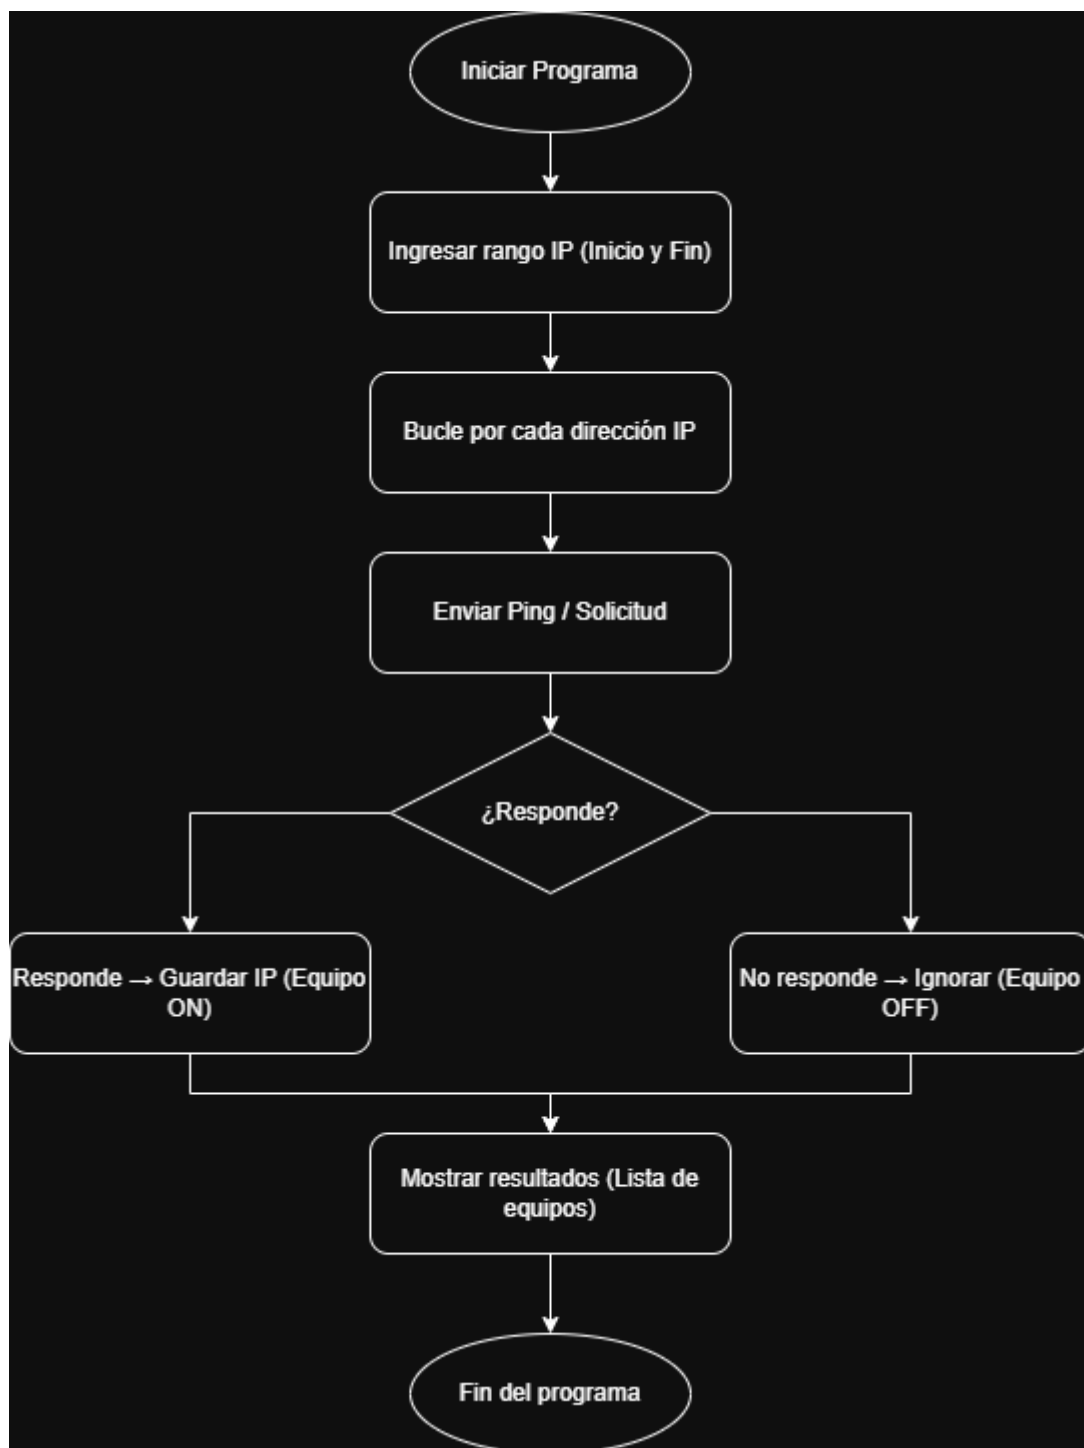 Iniciar Programa
Ingresar rango IP (Inicio y Fin)
Bucle por cada dirección IP
Enviar Ping / Solicitud
¿Responde?
Responde → Guardar IP (Equipo
ON)
No responde → Ignorar (Equipo
OFF)
Mostrar resultados (Lista de
equipos)
Fin del programa